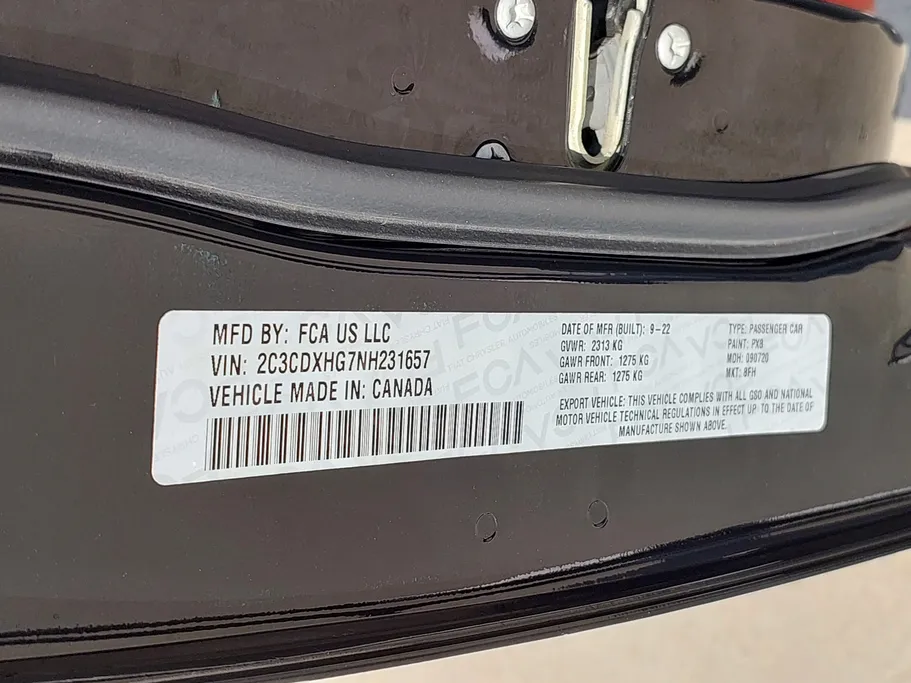 MFD BY: FCA US LLC
VIN: 2C3CDXHG7NH231657
VEHICLE MADE IN: CANADA
DATE OF MFR (BUILT): 9-22
GVWR: 2313 KG
GAWR FRONT: 1275 KG
GAWR REAR: 1275 KG
TYPE: PASSENGER CAR
PAINT: PX8
MDH: 090720
MKT: BFH
EXPORT VEHICLE: THIS VEHICLE COMPLIES WITH ALL GSO AND NATIONAL
MOTOR VEHICLE TECHNICAL REGULATIONS IN EFFECT UP TO THE DATE OF
MANUFACTURE SHOWN ABOVE.